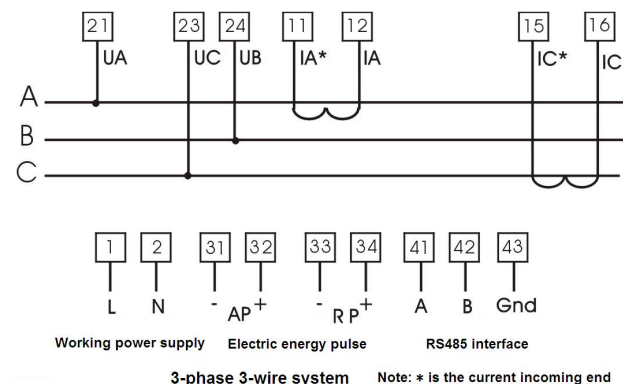 21 23 24 11 12 15 16
UA UC UB IA* IA IC* IC
A
B
C
1 2 31 32 33 34 41 42 43
L N - AP + - RP + A B Gnd
Working power supply Electric energy pulse RS485 interface
3-phase 3-wire system Note: * is the current incoming end